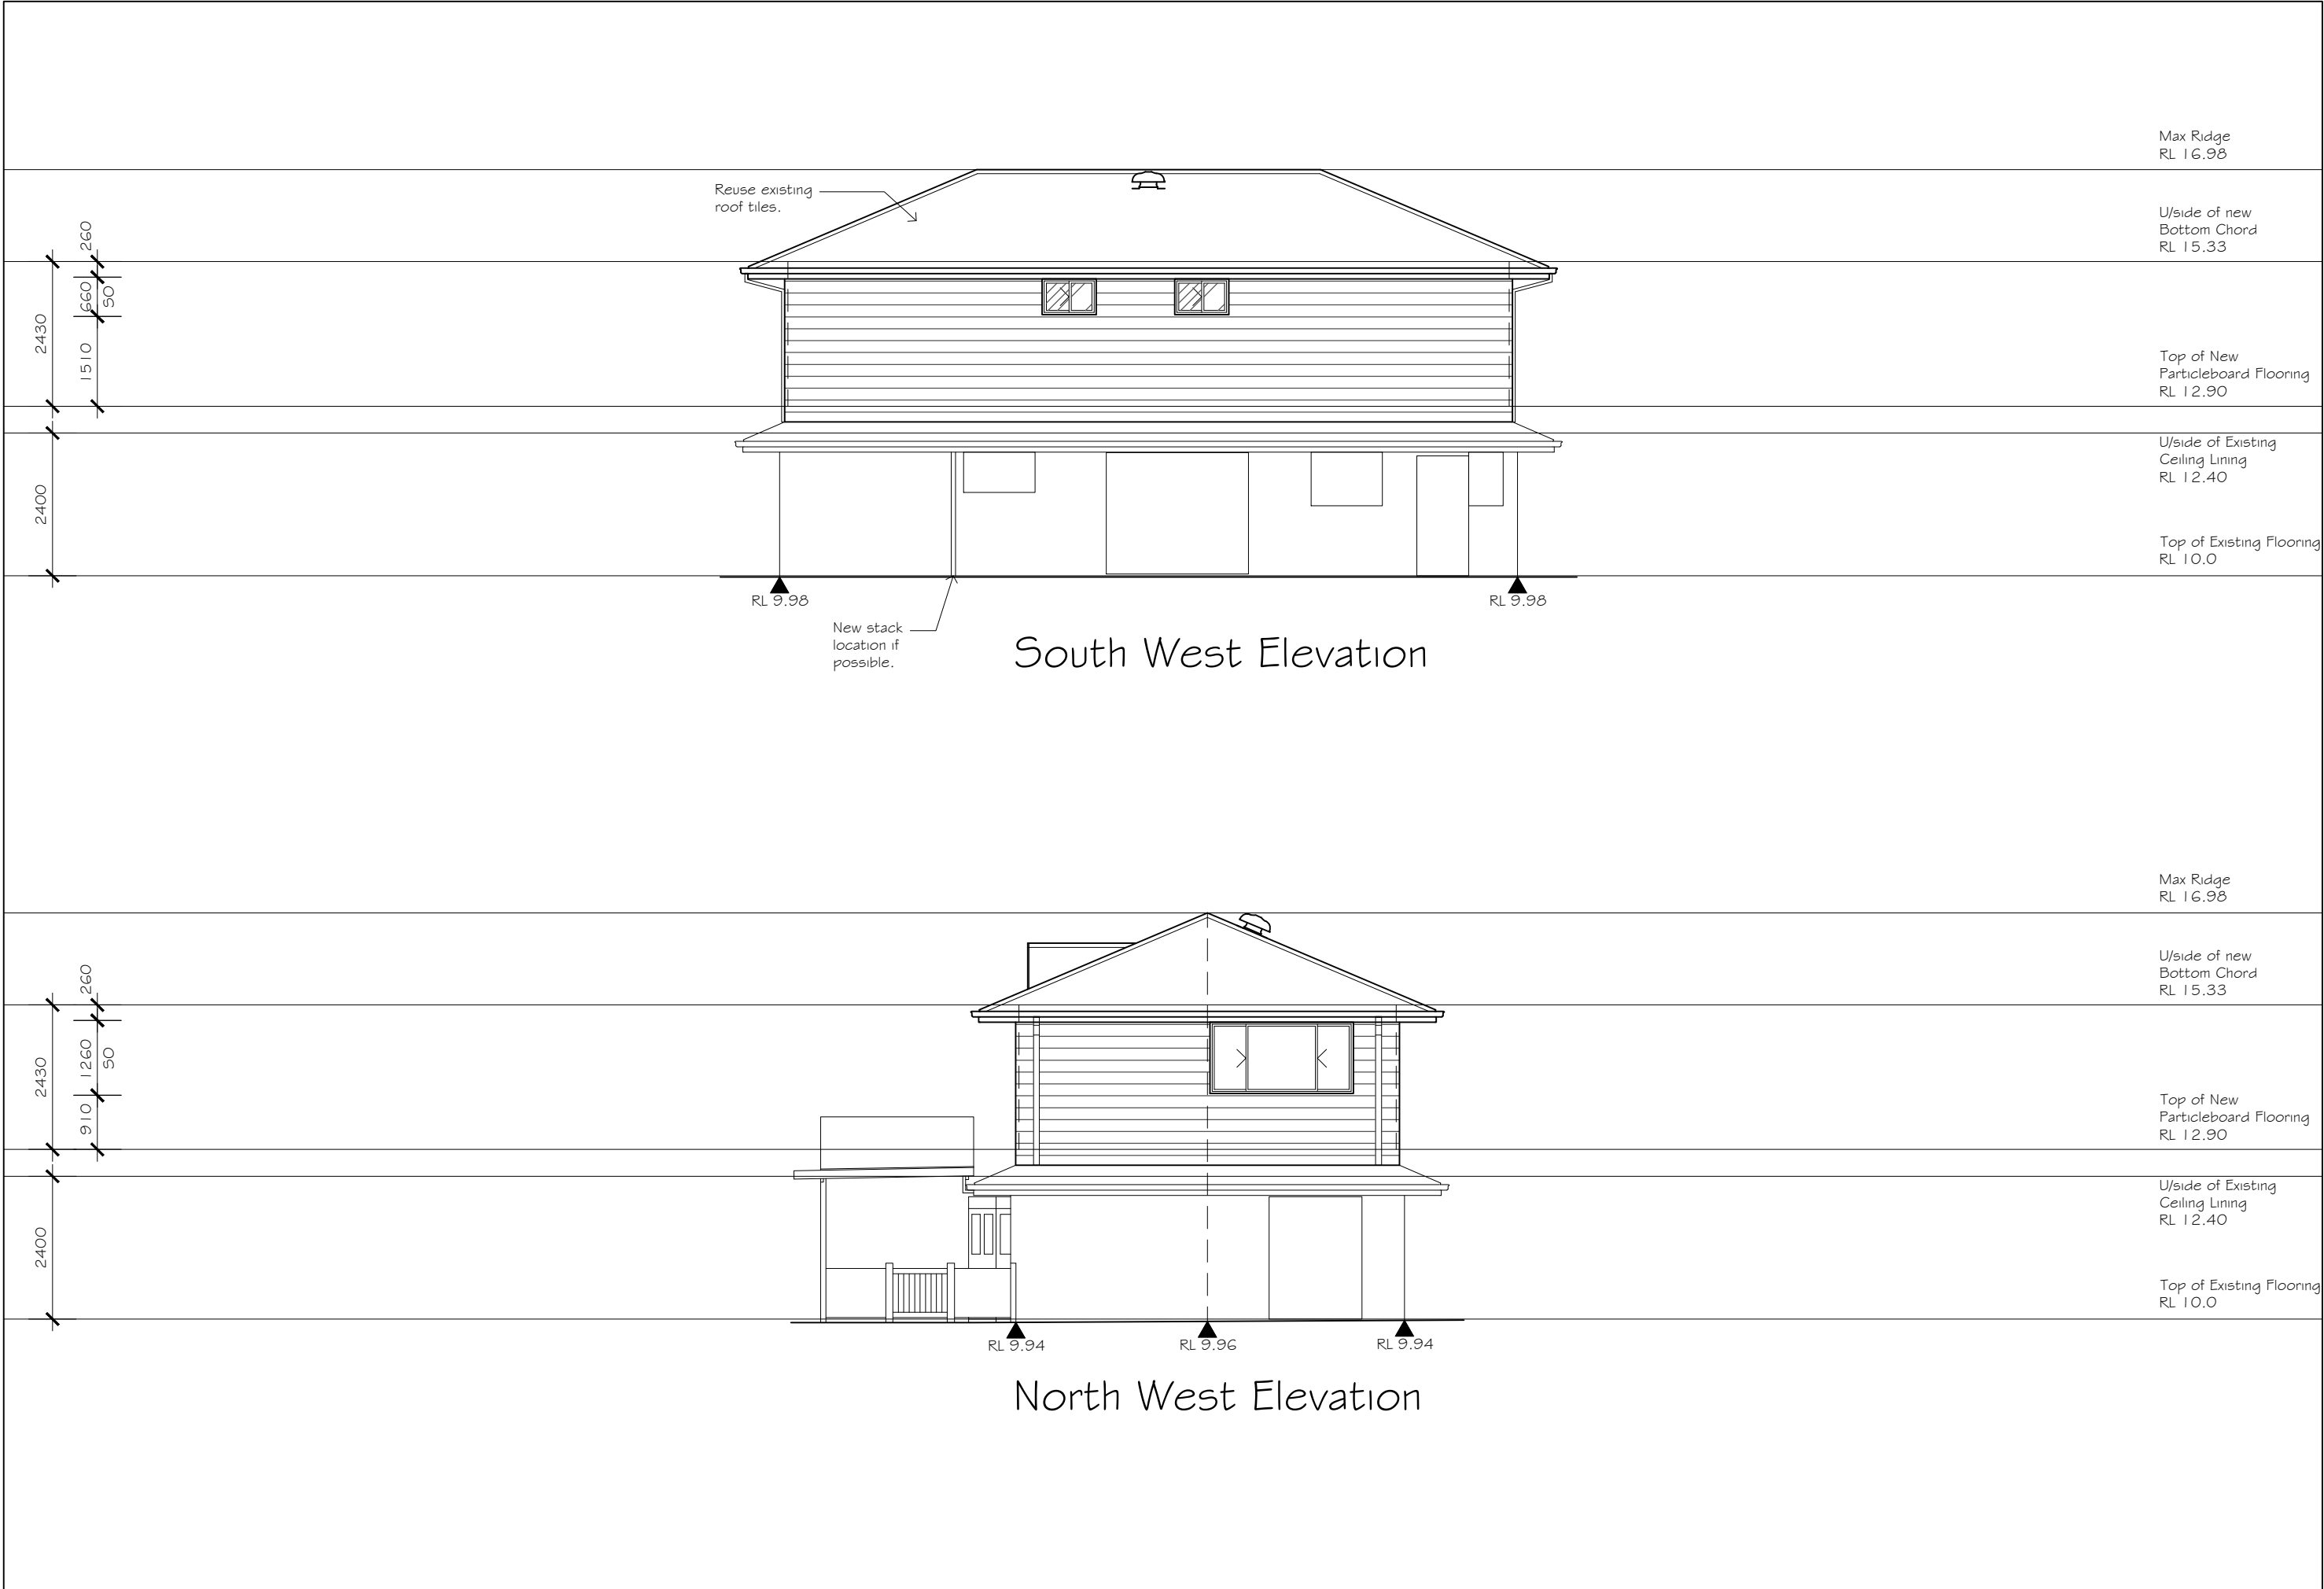 Max Ridge
RL 16.98
Reuse existing
roof tiles.
U/side of new
Bottom Chord
RL 15.33
260
660
50
2430
1510
Top of New
Particleboard Flooring
RL 12.90
U/side of Existing
Ceiling Lining
RL 12.40
2400
Top of Existing Flooring
RL 10.0
RL 9.98
RL 9.98
New stack
location if
possible.
South West Elevation
Max Ridge
RL 16.98
U/side of new
Bottom Chord
RL 15.33
260
1260
50
2430
910
Top of New
Particleboard Flooring
RL 12.90
U/side of Existing
Ceiling Lining
RL 12.40
2400
Top of Existing Flooring
RL 10.0
RL 9.94
RL 9.96
RL 9.94
North West Elevation